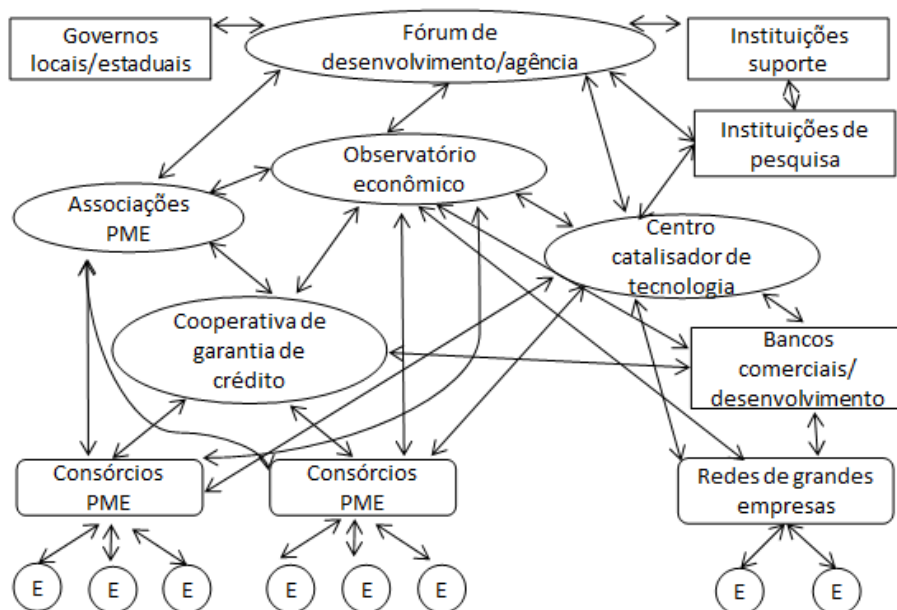 Governos
locais/estaduais
Fórum de
desenvolvimento/agência
Instituições
suporte
Instituições de
pesquisa
Observatório
econômico
Associações
PME
Centro
catalisador de
tecnologia
Cooperativa de
garantia de
crédito
Bancos
comerciais/
desenvolvimento
Consórcios
PME
Consórcios
PME
Redes de grandes
empresas
E
E
E
E
E
E
E
E